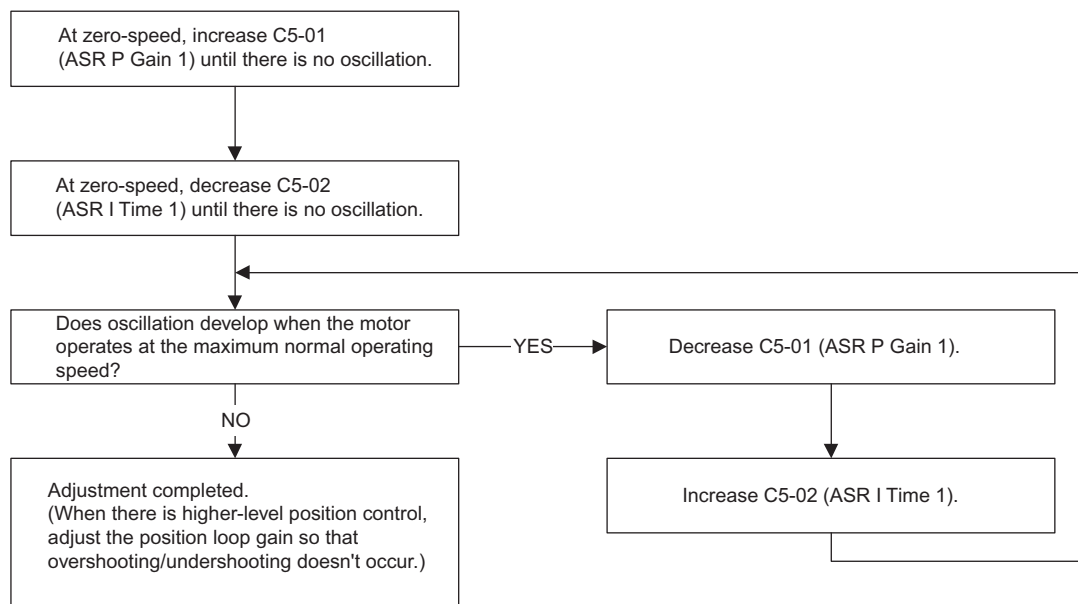 At zero-speed, increase C5-01
(ASR P Gain 1) until there is no oscillation.
At zero-speed, decrease C5-02
(ASR I Time 1) until there is no oscillation.
Does oscillation develop when the motor
operates at the maximum normal operating
speed?
YES
Decrease C5-01 (ASR P Gain 1).
NO
Adjustment completed.
(When there is higher-level position control,
adjust the position loop gain so that
overshooting/undershooting doesn't occur.)
Increase C5-02 (ASR I Time 1).